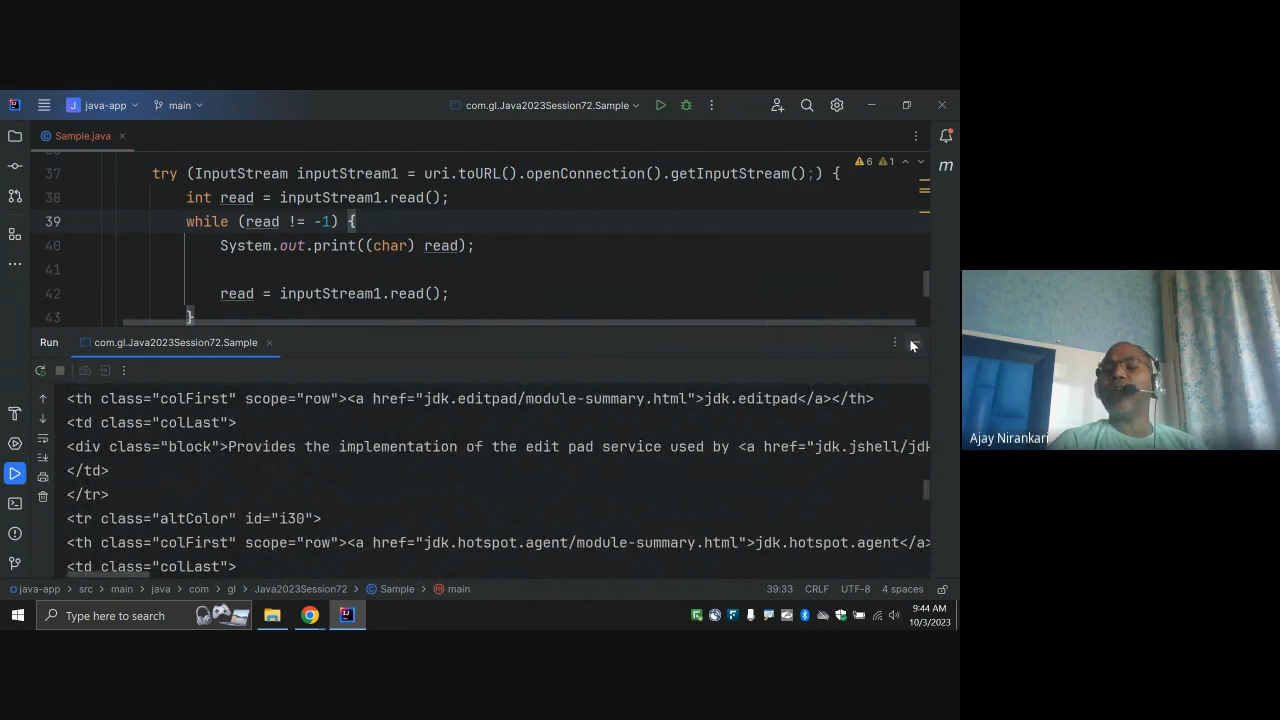 J java-app main com.gl.Java2023Session72.Sample
Sample.java
6 1
37 try (InputStream inputStream1 = uri.toURL().openConnection().getInputStream();) {
38 int read = inputStream1.read();
39 while (read != -1) {
40 System.out.print((char) read);
41
42 read = inputStream1.read();
43 }
m
Run com.gl.Java2023Session72.Sample
<th class="colFirst" scope="row"><a href="jdk.editpad/module-summary.html">jdk.editpad</a></th>
<td class="colLast">
<div class="block">Provides the implementation of the edit pad service used by <a href="jdk.jshell/jdk
</td>
</tr>
<tr class="altColor" id="i30">
<th class="colFirst" scope="row"><a href="jdk.hotspot.agent/module-summary.html">jdk.hotspot.agent</a>
<td class="colLast">
Ajay Nirankari
java-app > src > main > java > com > gl > Java2023Session72 > Sample > main 39:33 CRLF UTF-8 4 spaces
Type here to search
9:44 AM
10/3/2023